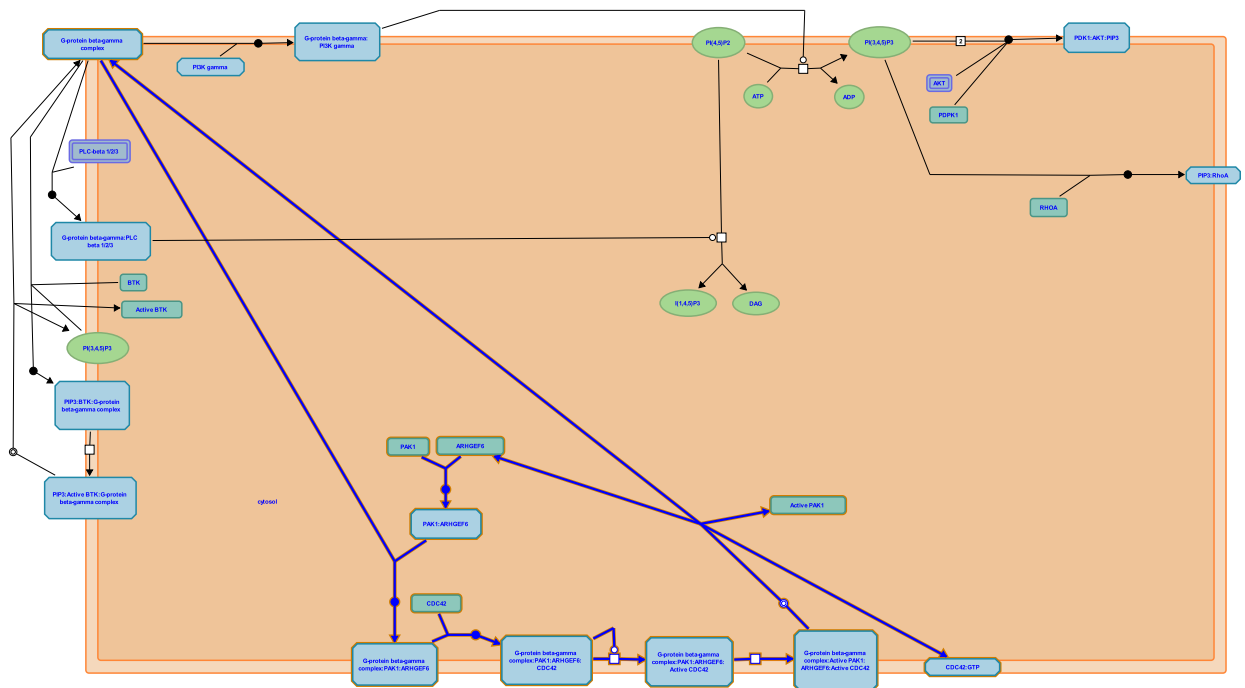 G-protein beta-gamma
complex
PI3K gamma
G-protein beta-gamma:
PI3K gamma
PI(4,5)P2
PI(3,4,5)P3
2
PDK1:AKT:PIP3
ATP
ADP
AKT
PDPK1
PLC-beta 1/2/3
PIP3:RhoA
RHOA
G-protein beta-gamma:PLC
beta 1/2/3
BTK
Active BTK
I(1,4,5)P3
DAG
PI(3,4,5)P3
PIP3:BTK:G-protein
beta-gamma complex
PAK1
ARHGEF6
PIP3:Active BTK:G-protein
beta-gamma complex
cytosol
Active PAK1
PAK1:ARHGEF6
CDC42
G-protein beta-gamma
complex:PAK1:ARHGEF6
G-protein beta-gamma
complex:PAK1:ARHGEF6:
CDC42
G-protein beta-gamma
complex:PAK1:ARHGEF6:
Active CDC42
G-protein beta-gamma
complex:Active PAK1:
ARHGEF6:Active CDC42
CDC42:GTP